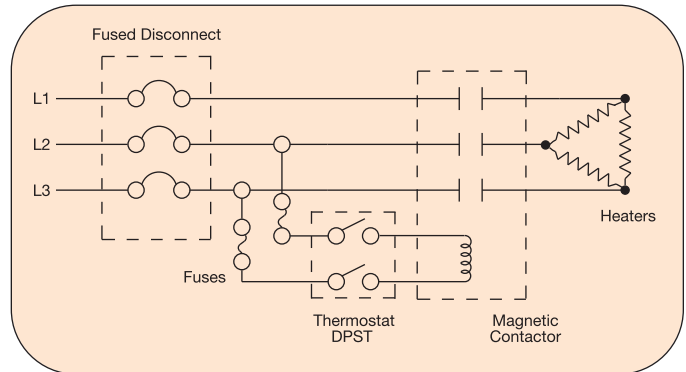 Fused Disconnect
L1
L2
L3
Heaters
Fuses
Thermostat
DPST
Magnetic
Contactor